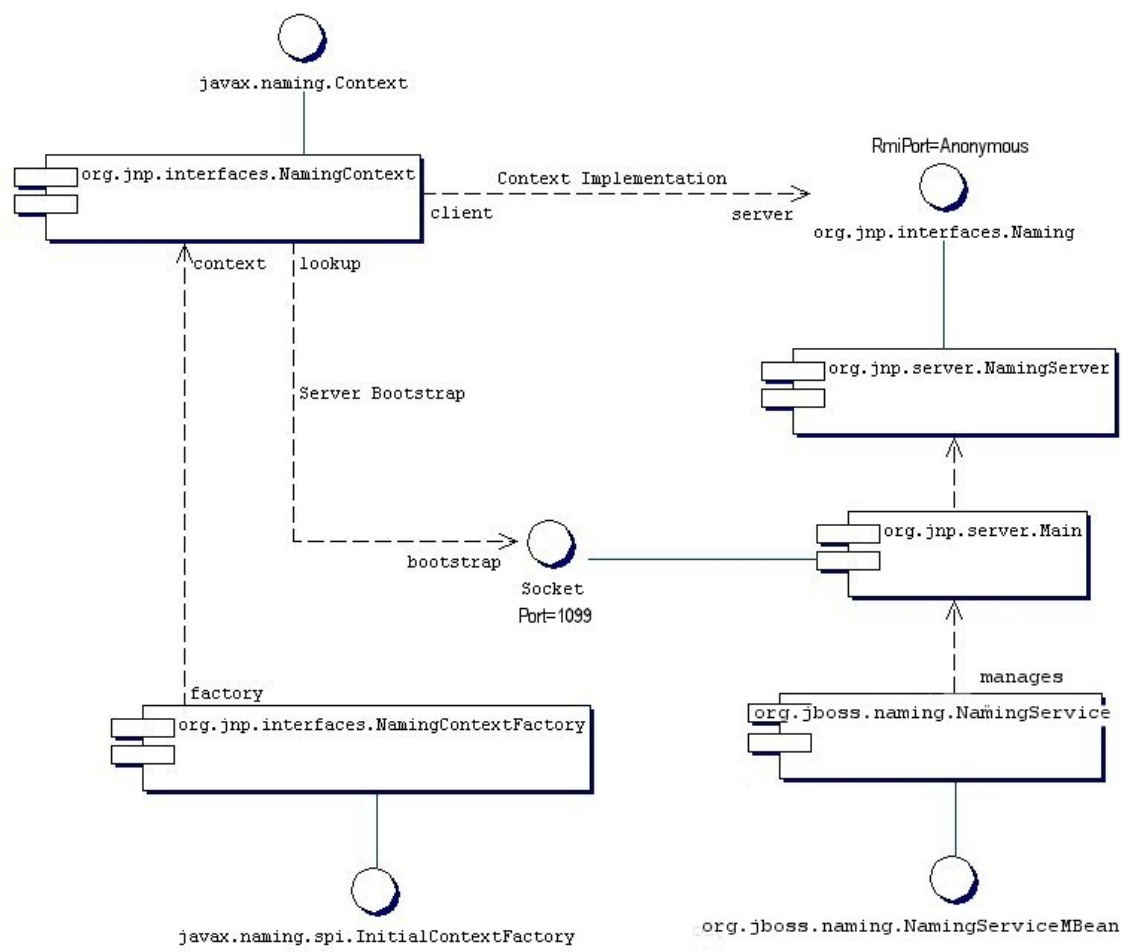 javax.naming.Context
RmiPort=Anonymous
org.jnp.interfaces.NamingContext
Context Implementation
client
server
org.jnp.interfaces.Naming
context
lookup
org.jnp.server.NamingServer
Server Bootstrap
org.jnp.server.Main
bootstrap
Socket
Port=1099
manages
factory
org.jboss.naming.NamingService
org.jnp.interfaces.NamingContextFactory
org.jboss.naming.NamingServiceMBean
javax.naming.spi.InitialContextFactory